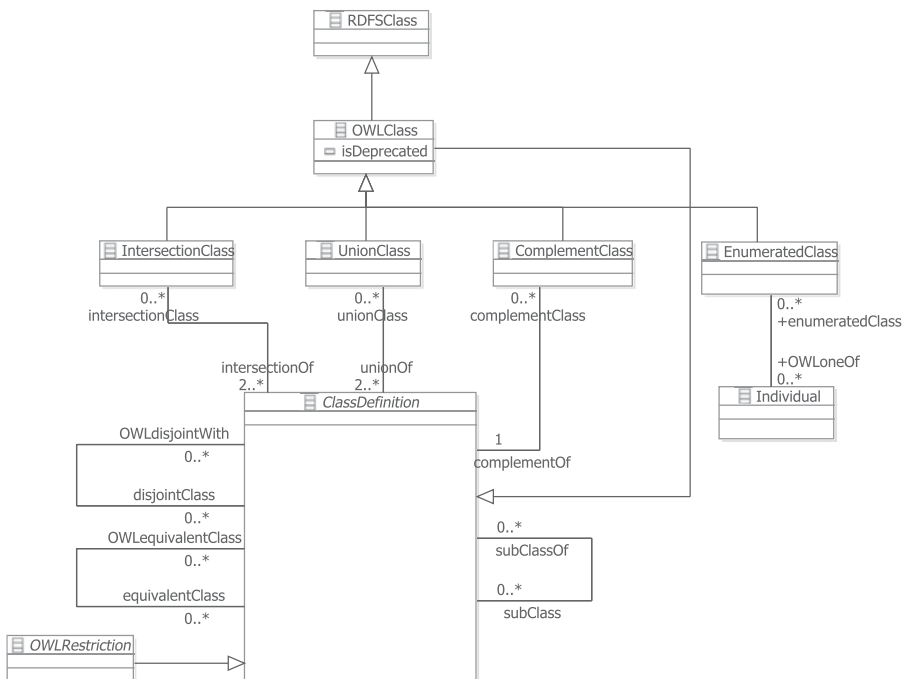 RDFSClass
OWLClass
isDeprecated
IntersectionClass
UnionClass
ComplementClass
EnumeratedClass
0..*
intersectionClass
0..*
unionClass
0..*
complementClass
0..*
+enumeratedClass
+OWLoneOf
0..*
Individual
intersectionOf
2..*
unionOf
2..*
ClassDefinition
OWLdisjointWith
0..*
1
complementOf
disjointClass
0..*
OWLequivalentClass
0..*
equivalentClass
0..*
0..*
subClassOf
0..*
subClass
OWLRestriction